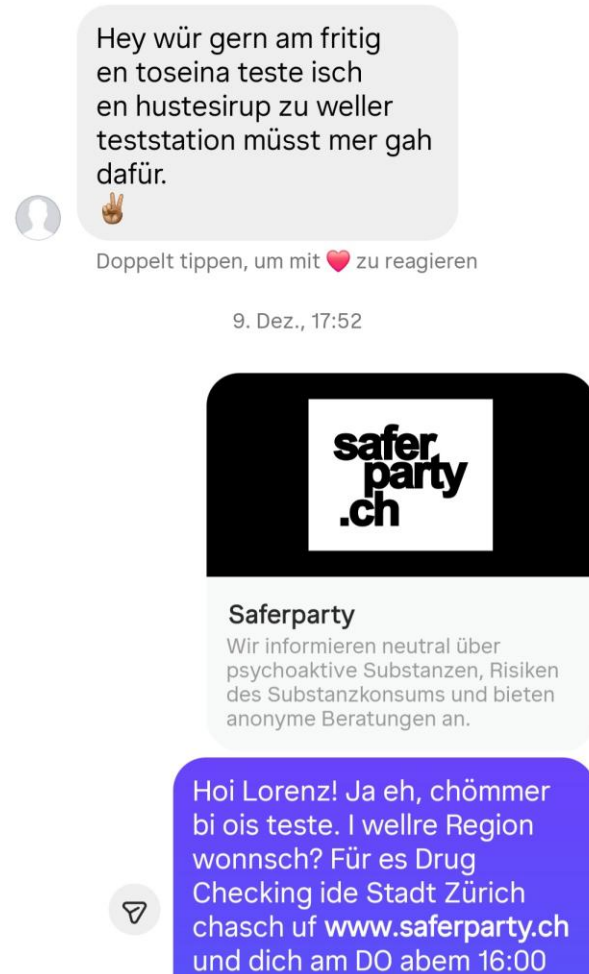 Hey wür gern am fritig
en toseina teste isch
en hustesirup zu weller
teststation müsst mer gah
dafür.
✌🏽
Doppelt tippen, um mit ❤️ zu reagieren
9. Dez., 17:52
safer
party
.ch
Saferparty
Wir informieren neutral über
psychoaktive Substanzen, Risiken
des Substanzkonsums und bieten
anonyme Beratungen an.
Hoi Lorenz! Ja eh, chömmer
bi ois teste. I wellre Region
wonnsch? Für es Drug
Checking ide Stadt Zürich
chasch uf www.saferparty.ch
und dich am DO abem 16:00